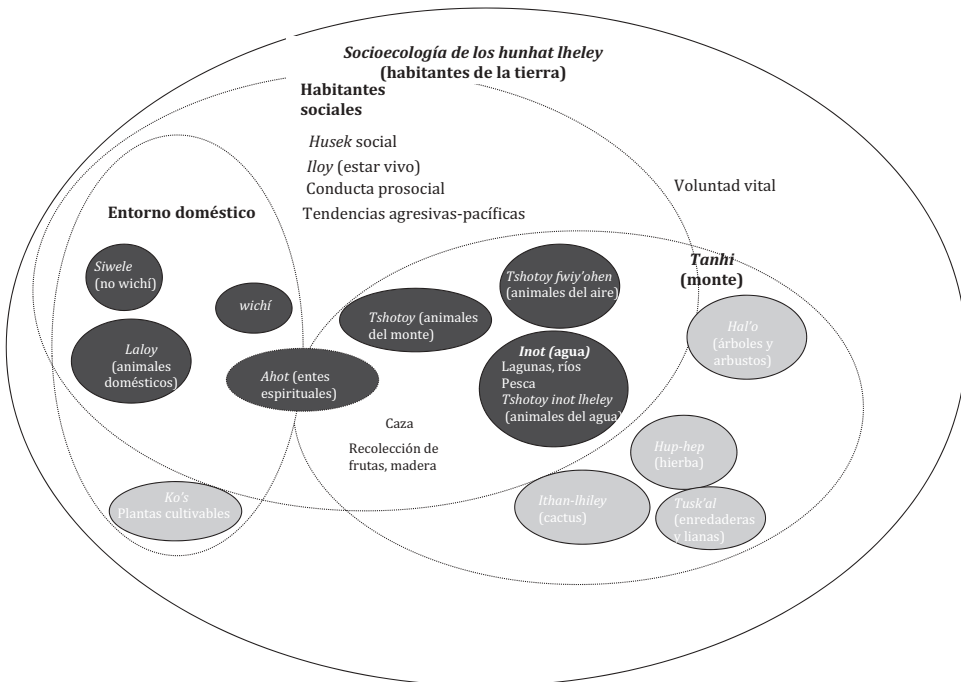 Socioecología de los hunhat lheley
(habitantes de la tierra)
Habitantes
sociales
Husek social
Iloy (estar vivo)
Conducta prosocial
Tendencias agresivas-pacíficas
Voluntad vital
Entorno doméstico
Siwele
(no wichí)
wichí
Laloy
(animales
domésticos)
Ahot (entes
espirituales)
Ko's
Plantas cultivables
Tshotoy (animales
del monte)
Tshotoy fwiy'ohen
(animales del aire)
Inot (agua)
Lagunas, ríos
Pesca
Tshotoy inot lheley
(animales del agua)
Caza
Recolección de
frutas, madera
Tanhi
(monte)
Hal'o
(árboles y
arbustos)
Hup-hep
(hierba)
Ithan-lhiley
(cactus)
Tusk'al
(enredaderas
y lianas)